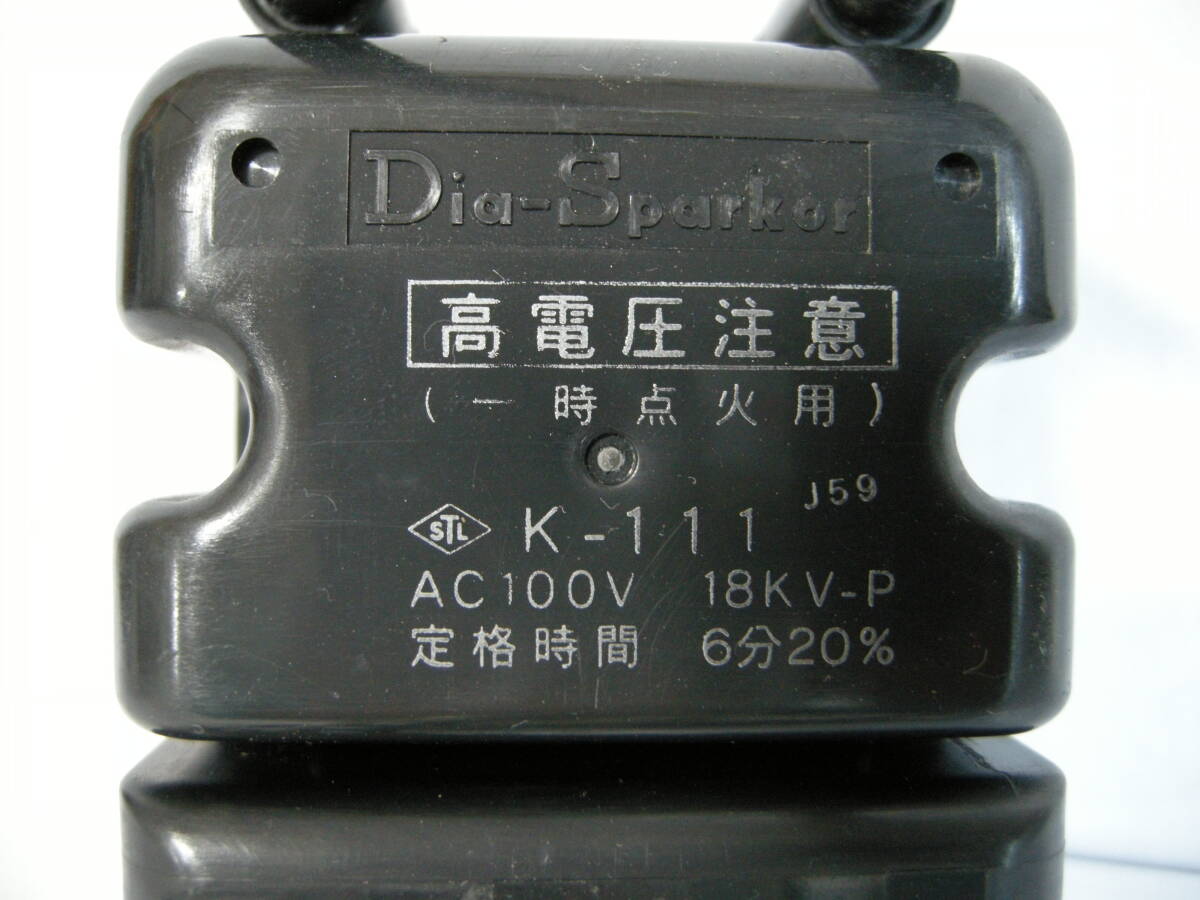 Dia-Sparkor
高電圧注意
(一時点火用)
J59
STL K-111
AC100V 18KV-P
定格時間 6分20%